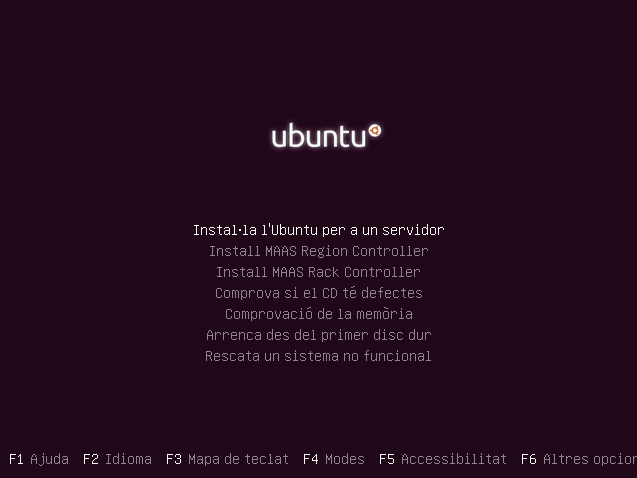 ubuntu
Instal·la l'Ubuntu per a un servidor
Install MAAS Region Controller
Install MAAS Rack Controller
Comprova si el CD té defectes
Comprovació de la memòria
Arrenca des del primer disc dur
Rescata un sistema no funcional
F1 Ajuda F2 Idioma F3 Mapa de teclat F4 Modes F5 Accessibilitat F6 Altres opcion